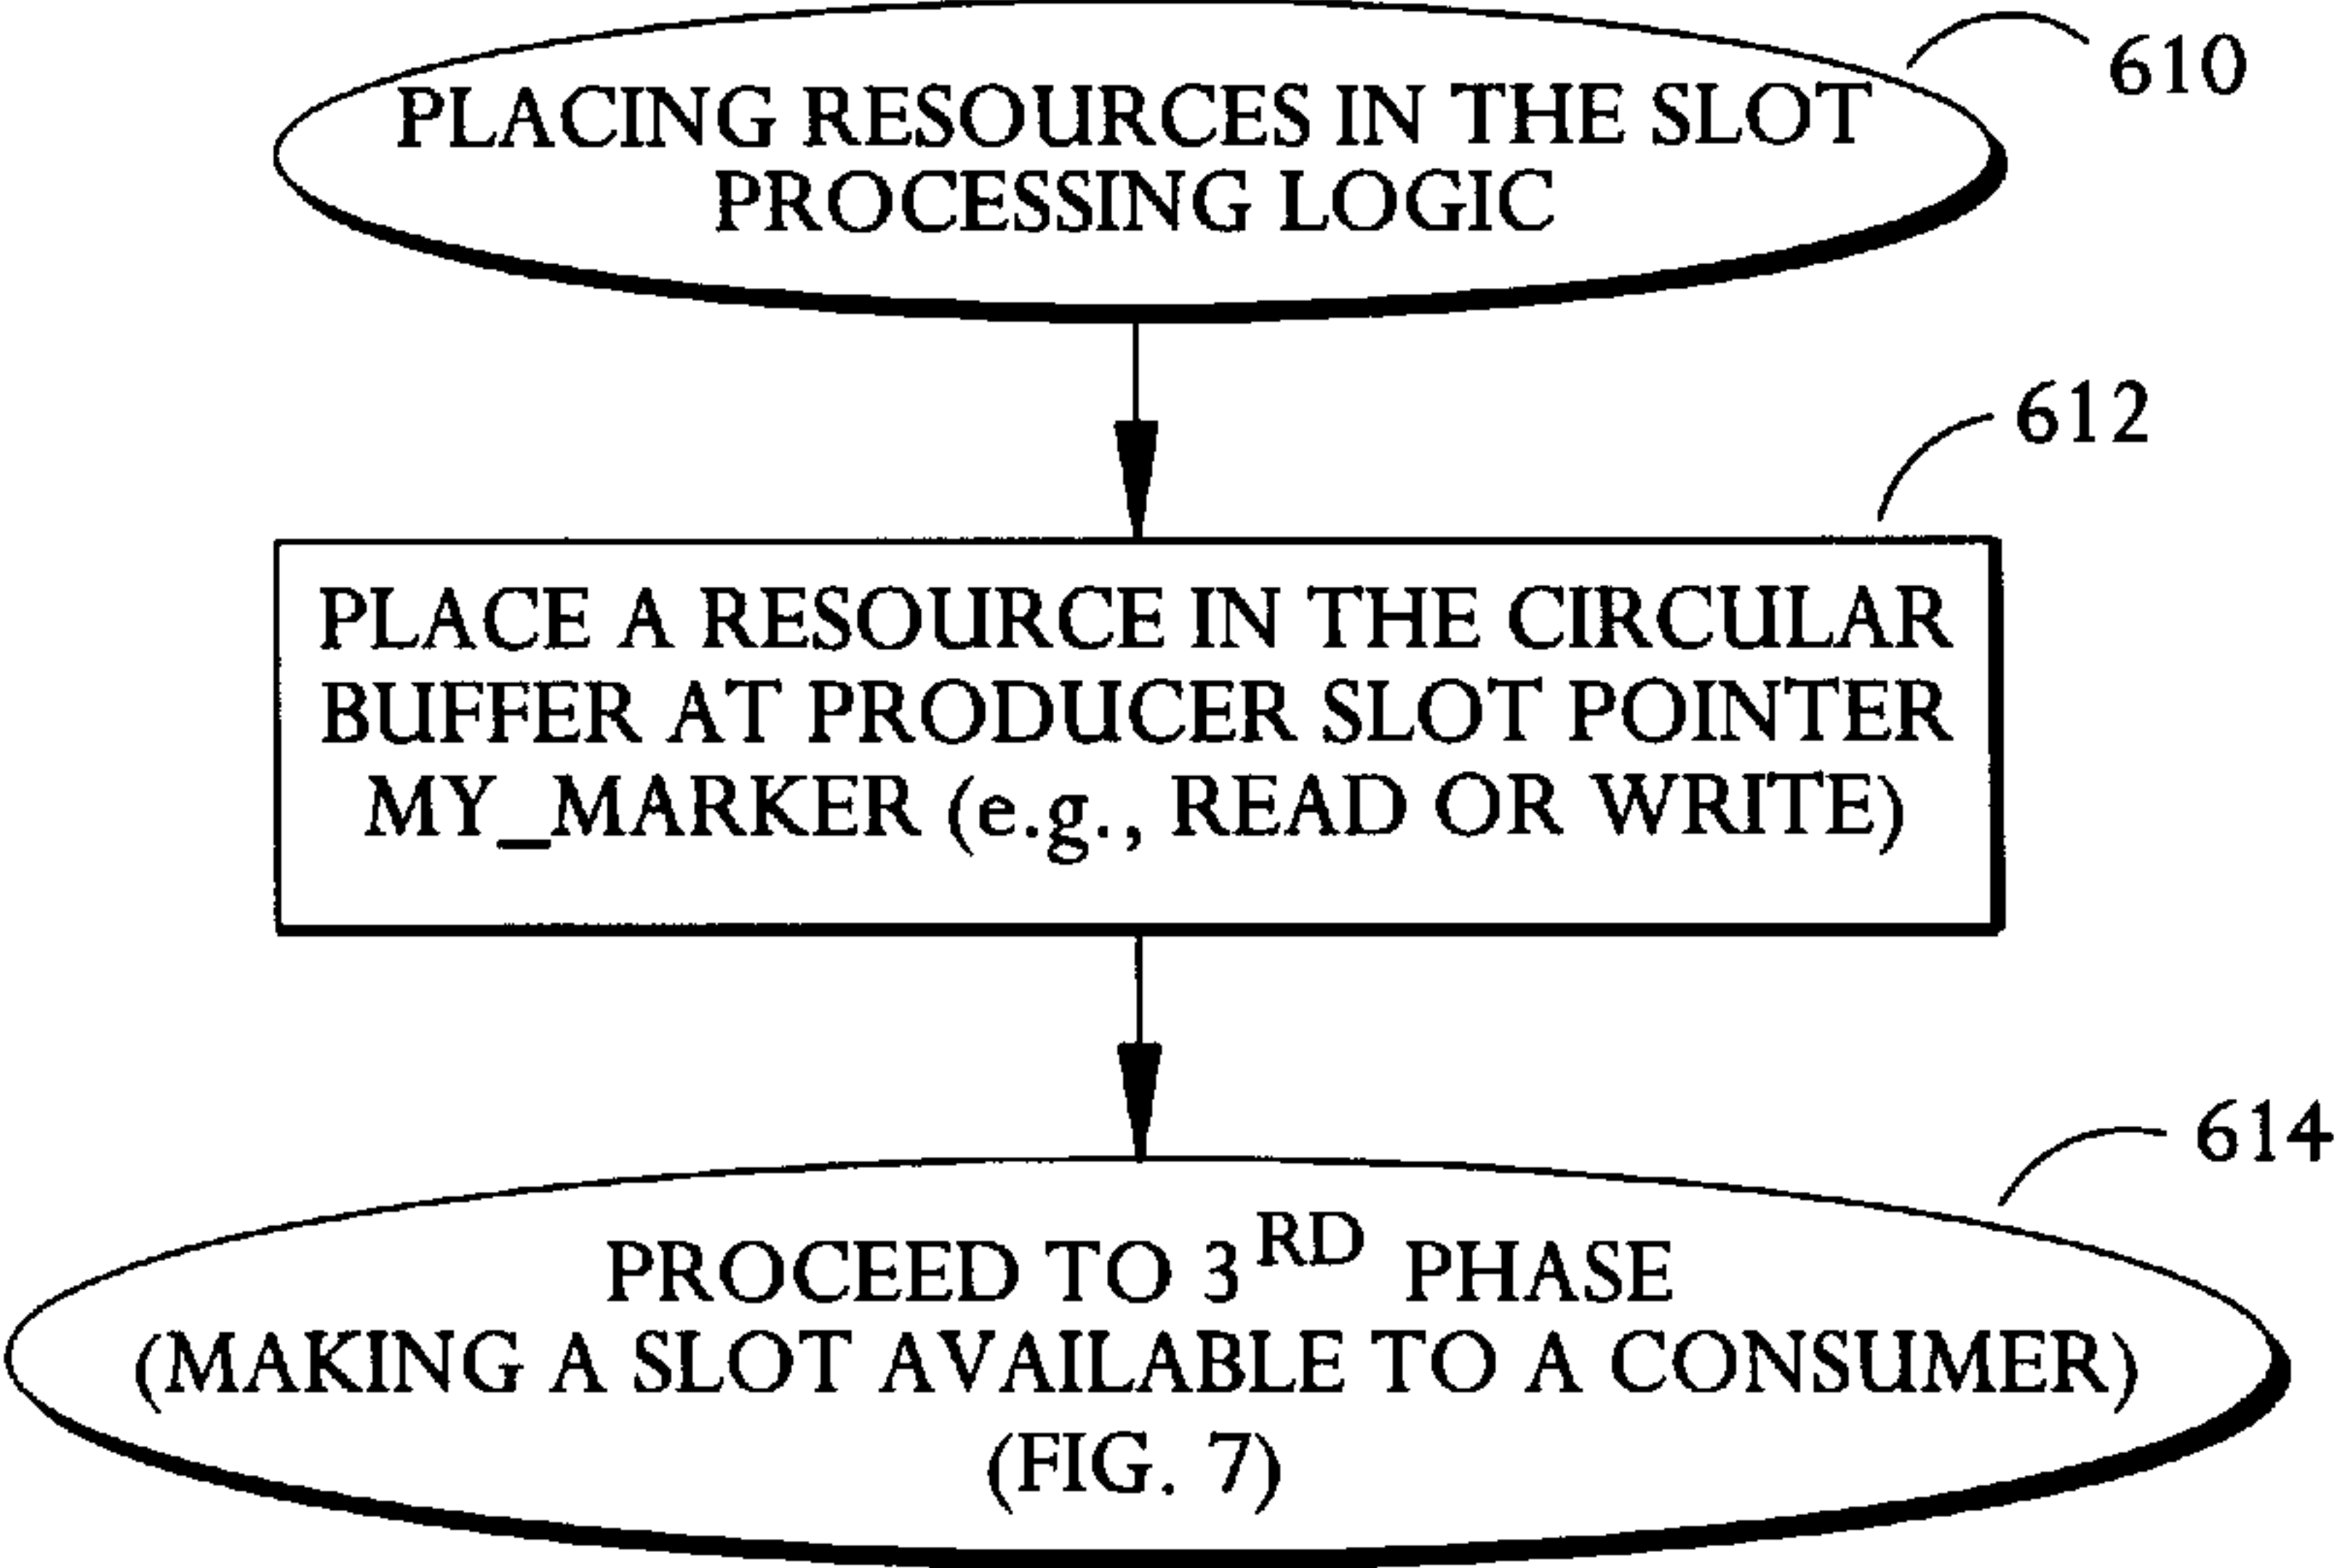 610
PLACING RESOURCES IN THE SLOT
PROCESSING LOGIC
612
PLACE A RESOURCE IN THE CIRCULAR
BUFFER AT PRODUCER SLOT POINTER
MY_MARKER (e.g., READ OR WRITE)
614
PROCEED TO 3RD PHASE
(MAKING A SLOT AVAILABLE TO A CONSUMER)
(FIG. 7)